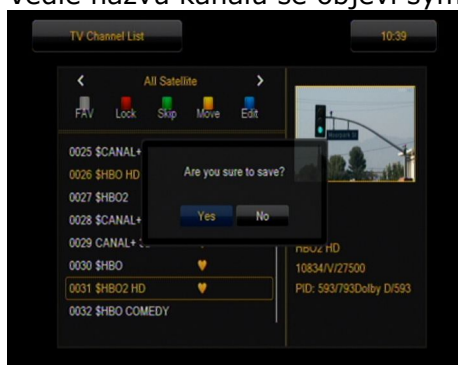 Vedle názvu kanálu se objeví sym
TV Channel List
10:39
All Satellite
FAV Lock Skip Move Edit
0025 $CANAL+
0026 $HBO HD
0027 $HBO2
0028 $CANAL+
0029 CANAL+
0030 $HBO
0031 $HBO2 HD
0032 $HBO COMEDY
Are you sure to save?
Yes No
HBO2 HD
10834/V/27500
PID: 593/793Dolby D/593